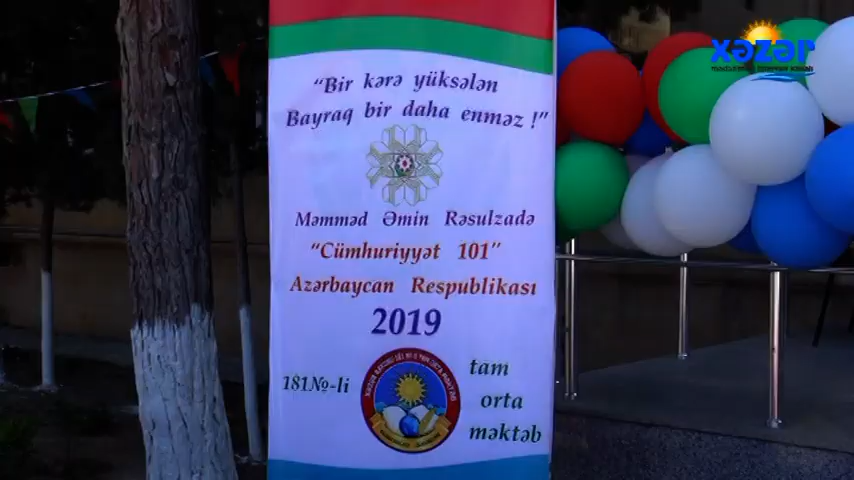 xəzər
"Bir kərə yüksələn
Bayraq bir daha enməz !"
Məmməd Əmin Rəsulzadə
"Cümhuriyyət 101"
Azərbaycan Respublikası
2019
181№-li
tam
orta
məktəb